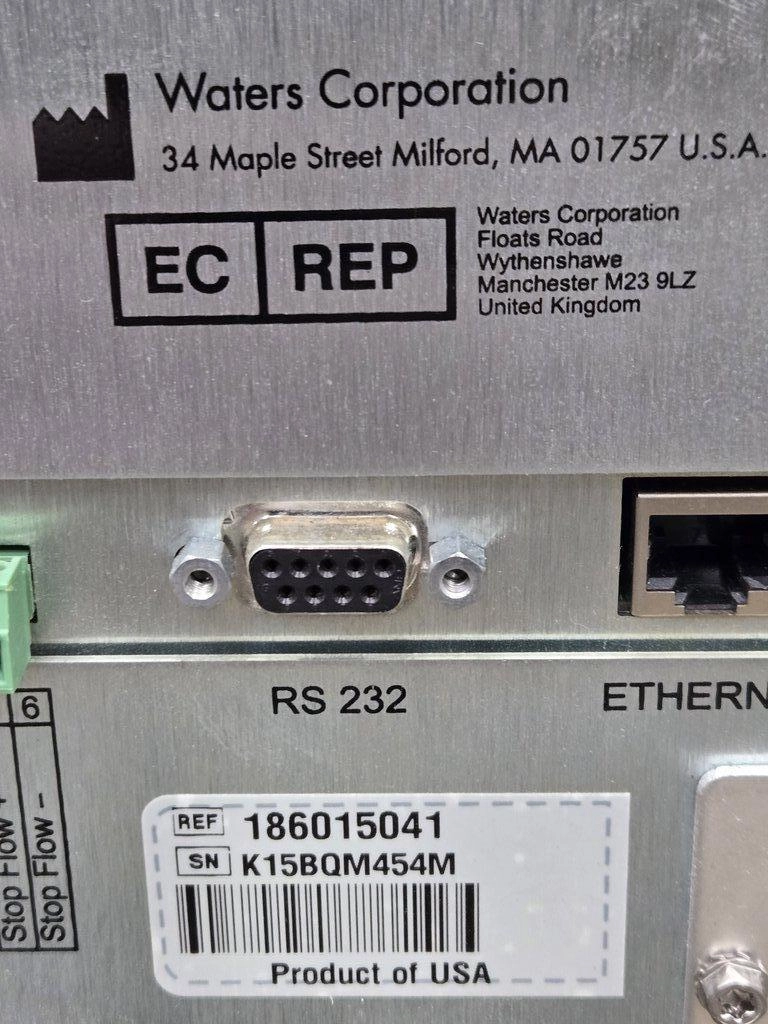 Waters Corporation
34 Maple Street Milford, MA 01757 U.S.A.
EC REP
Waters Corporation
Floats Road
Wythenshawe
Manchester M23 9LZ
United Kingdom
RS 232
ETHERN
6
Stop Flow +
Stop Flow -
REF 186015041
SN K15BQM454M
Product of USA